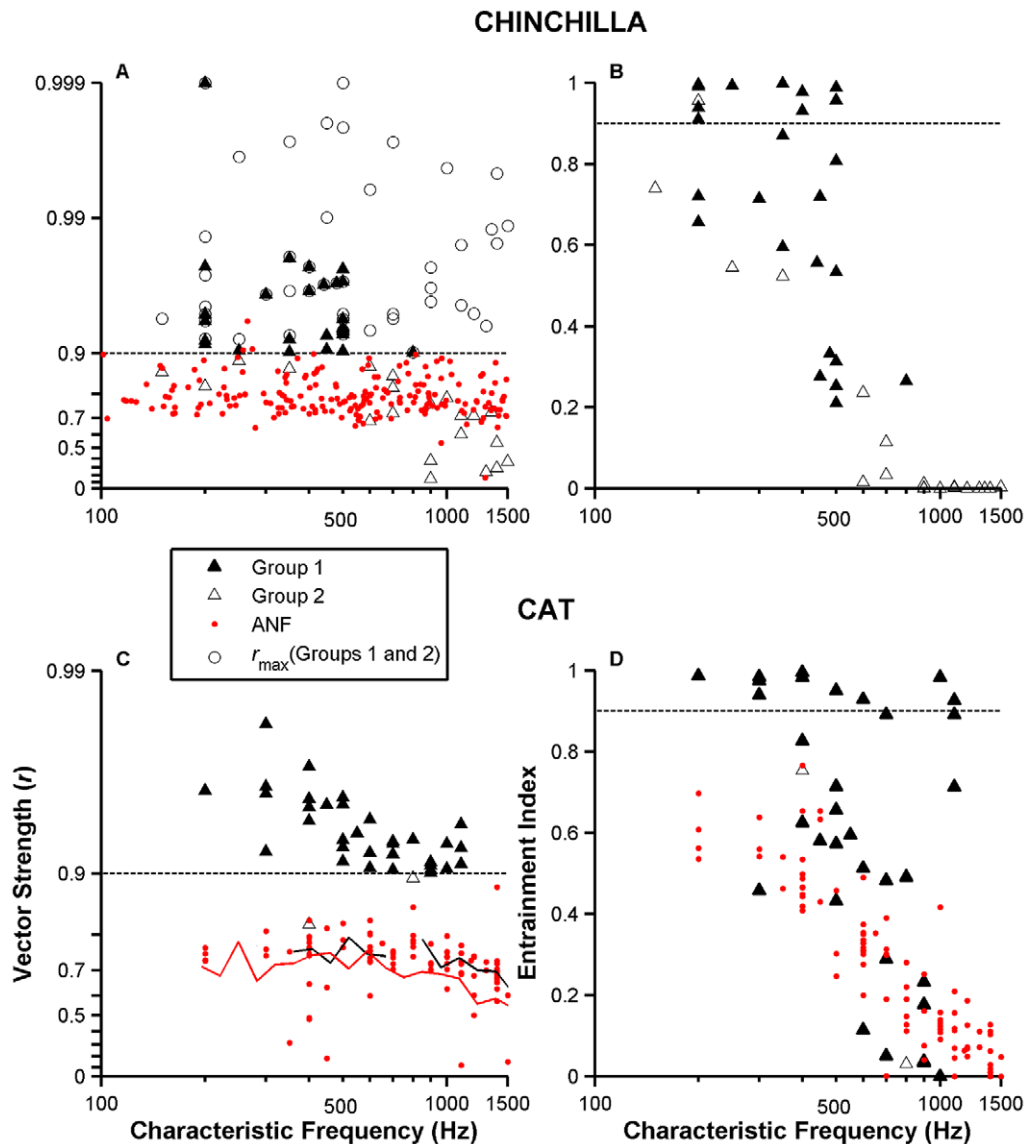 CHINCHILLA
A
0.999
0.99
0.9
0.7
0.5
0
100
500
1000
1500
B
1
0.8
0.6
0.4
0.2
0
100
500
1000
1500
Group 1
Group 2
ANF
rmax(Groups 1 and 2)
CAT
C
0.99
0.9
0.7
0.5
0
Vector Strength (r)
100
500
1000
1500
Characteristic Frequency (Hz)
D
1
0.8
0.6
0.4
0.2
0
Entrainment Index
100
500
1000
1500
Characteristic Frequency (Hz)